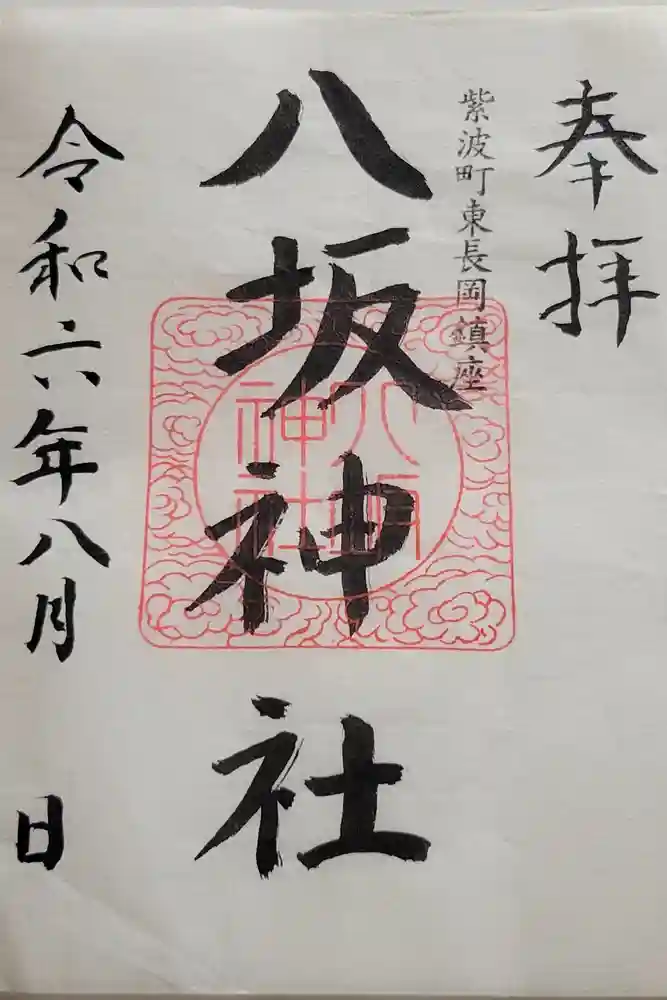 奉拝
紫波町東長岡鎮座
八坂神社
八坂
神社
令和六年八月 日